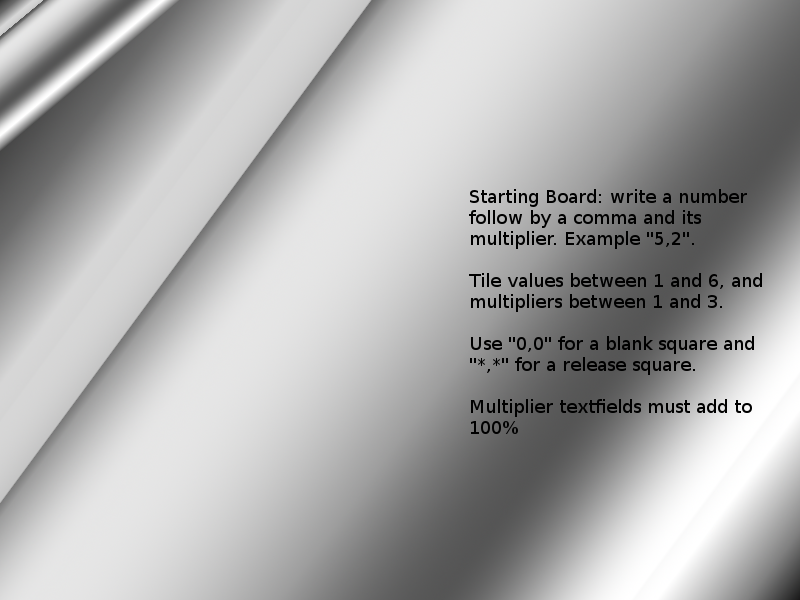 Starting Board: write a number
follow by a comma and its
multiplier. Example "5,2".
Tile values between 1 and 6, and
multipliers between 1 and 3.
Use "0,0" for a blank square and
"*,*" for a release square.
Multiplier textfields must add to
100%